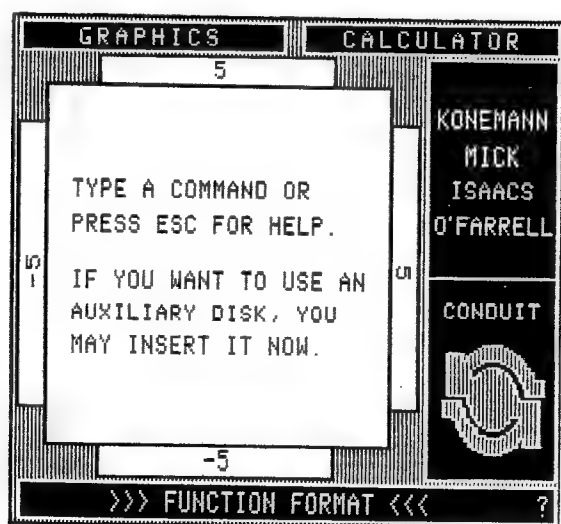 GRAPHICS
CALCULATOR
5
KONEMANN
MICK
ISAACS
O'FARRELL
TYPE A COMMAND OR
PRESS ESC FOR HELP.
-5
5
IF YOU WANT TO USE AN
AUXILIARY DISK, YOU
MAY INSERT IT NOW.
CONDUIT
-5
>>> FUNCTION FORMAT <<<
?